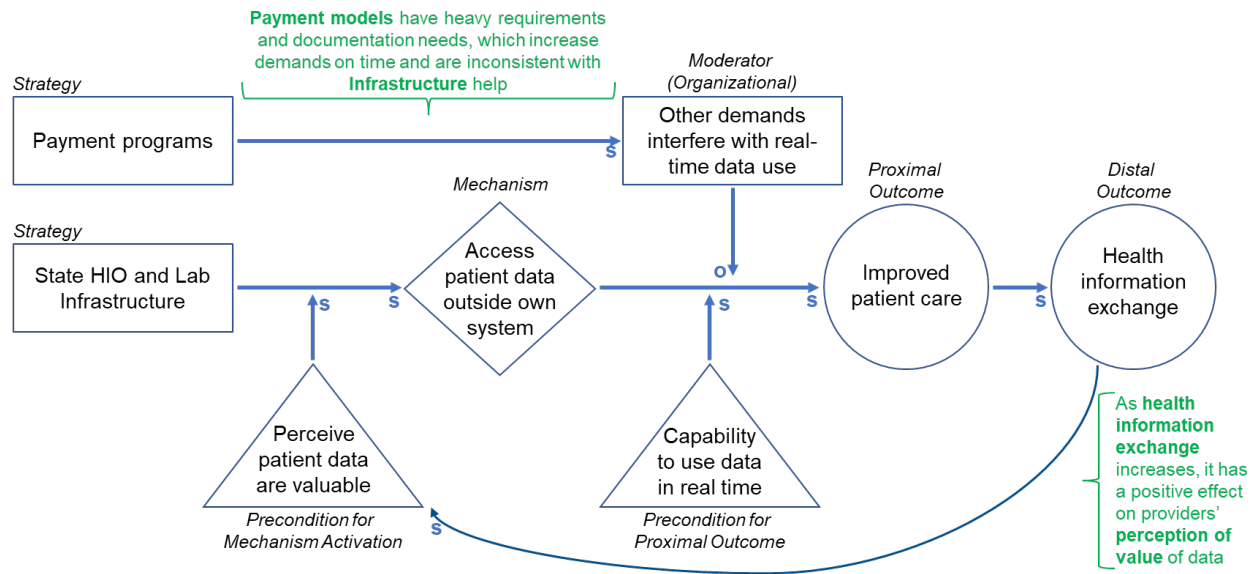 Payment models have heavy requirements
and documentation needs, which increase
demands on time and are inconsistent with
Infrastructure help
Strategy
Payment programs
s
Moderator
(Organizational)
Other demands
interfere with real-
time data use
Strategy
State HIO and Lab
Infrastructure
s
s
Mechanism
Access
patient data
outside own
system
o
s
s
Proximal
Outcome
Improved
patient care
s
Distal
Outcome
Health
information
exchange
Perceive
patient data
are valuable
Precondition for
Mechanism Activation
s
Capability
to use data
in real time
Precondition for
Proximal Outcome
As health
information
exchange
increases, it has
a positive effect
on providers'
perception of
value of data